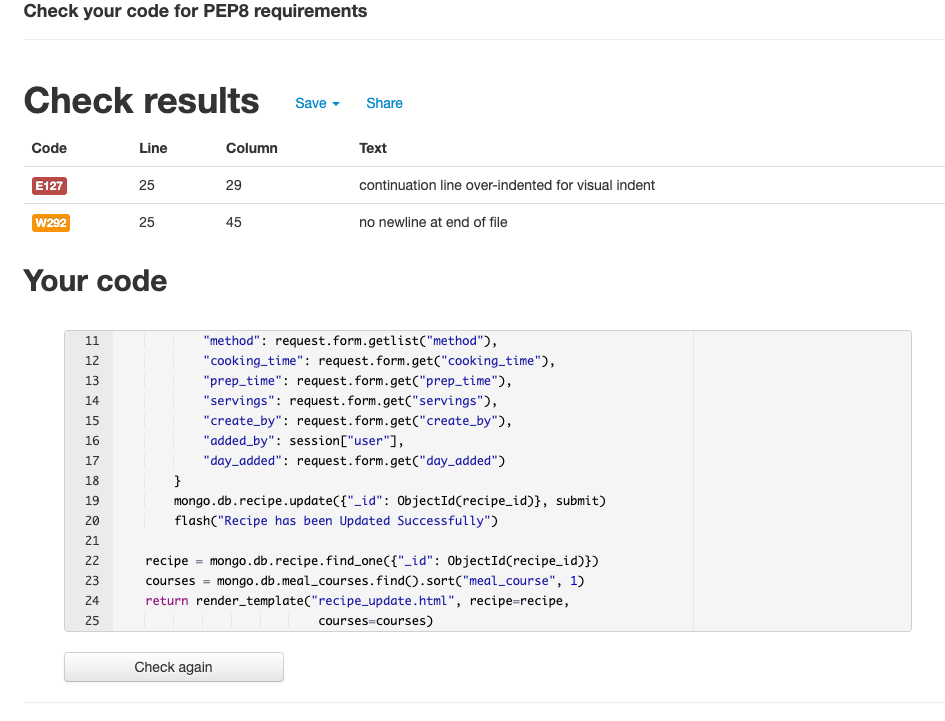 Check your code for PEP8 requirements
Check results Save Share
Code Line Column Text
E127 25 29 continuation line over-indented for visual indent
W292 25 45 no newline at end of file
Your code
11 "method": request.form.getlist("method"),
12 "cooking_time": request.form.get("cooking_time"),
13 "prep_time": request.form.get("prep_time"),
14 "servings": request.form.get("servings"),
15 "create_by": request.form.get("create_by"),
16 "added_by": session["user"],
17 "day_added": request.form.get("day_added")
18 }
19 mongo.db.recipe.update({"_id": ObjectId(recipe_id)}, submit)
20 flash("Recipe has been Updated Successfully")
21
22 recipe = mongo.db.recipe.find_one({"_id": ObjectId(recipe_id)})
23 courses = mongo.db.meal_courses.find().sort("meal_course", 1)
24 return render_template("recipe_update.html", recipe=recipe,
25 courses=courses)
Check again